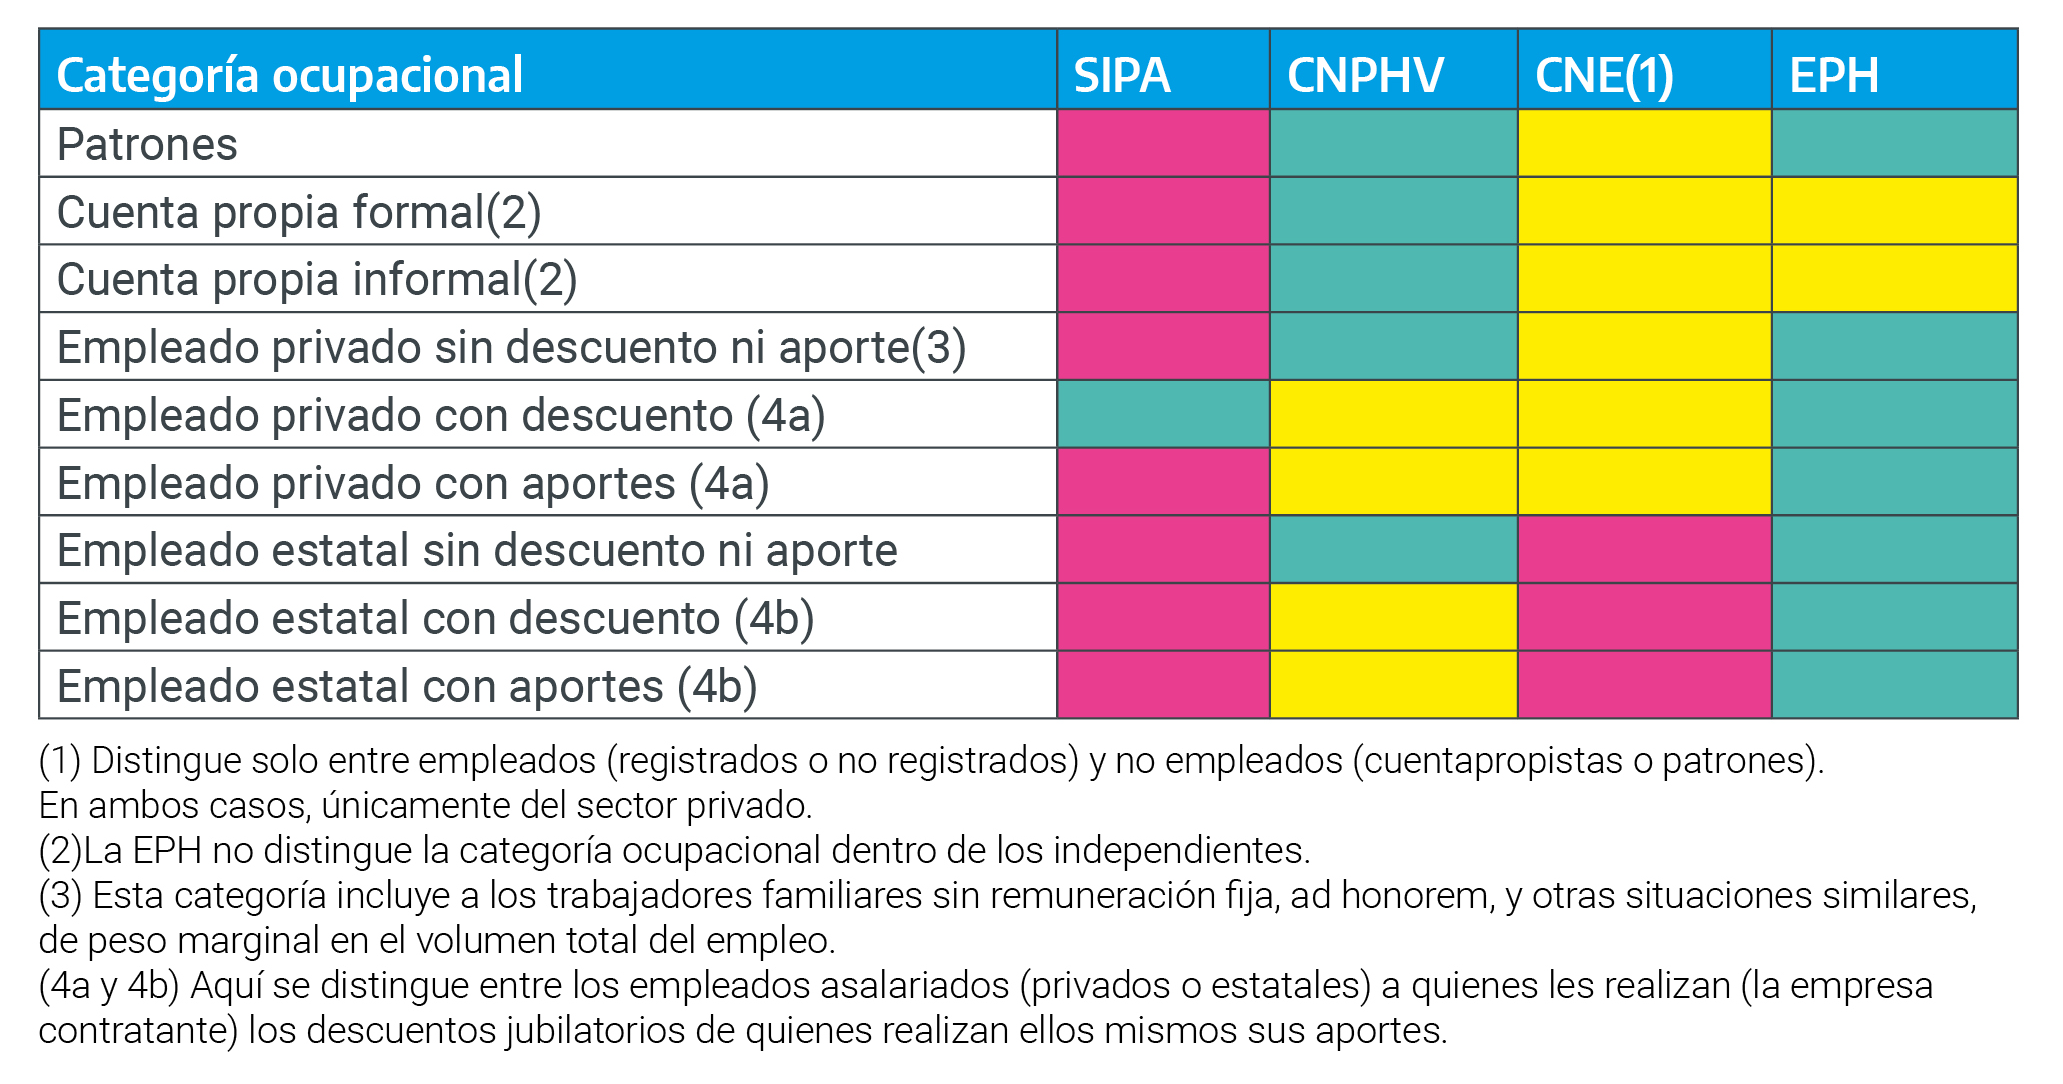 Categoría ocupacional SIPA CNPHV CNE(1) EPH
Patrones
Cuenta propia formal(2)
Cuenta propia informal(2)
Empleado privado sin descuento ni aporte(3)
Empleado privado con descuento (4a)
Empleado privado con aportes (4a)
Empleado estatal sin descuento ni aporte
Empleado estatal con descuento (4b)
Empleado estatal con aportes (4b)
(1) Distingue solo entre empleados (registrados o no registrados) y no empleados (cuentapropistas o patrones).
En ambos casos, únicamente del sector privado.
(2)La EPH no distingue la categoría ocupacional dentro de los independientes.
(3) Esta categoría incluye a los trabajadores familiares sin remuneración fija, ad honorem, y otras situaciones similares,
de peso marginal en el volumen total del empleo.
(4a y 4b) Aquí se distingue entre los empleados asalariados (privados o estatales) a quienes les realizan (la empresa
contratante) los descuentos jubilatorios de quienes realizan ellos mismos sus aportes.